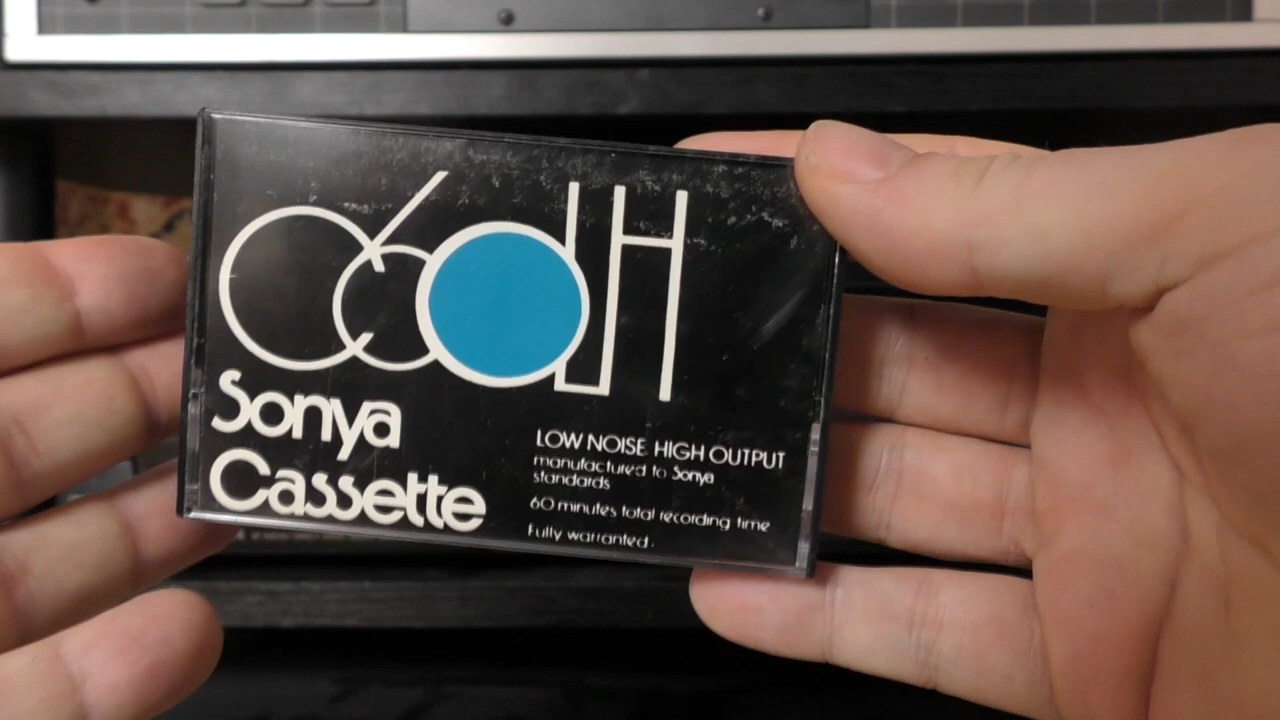 C60LH
Sonya
Cassette
LOW NOISE HIGH OUTPUT
manufactured to Sonya
standards
60 minutes total recording time
Fully warranted.